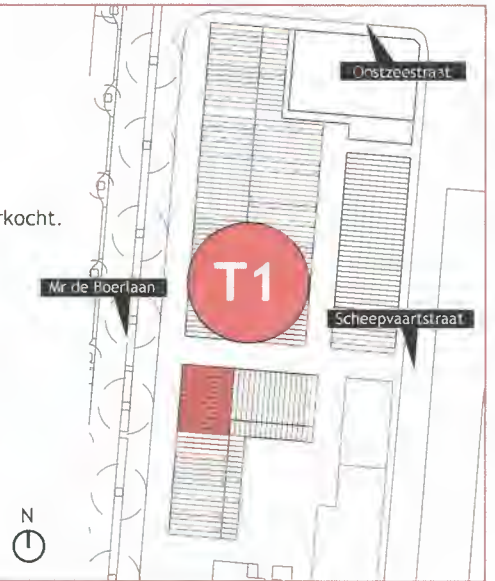 Oostzeestraat
rkocht.
T1
Mr de Boerlaan
Scheepvaartstraat
N